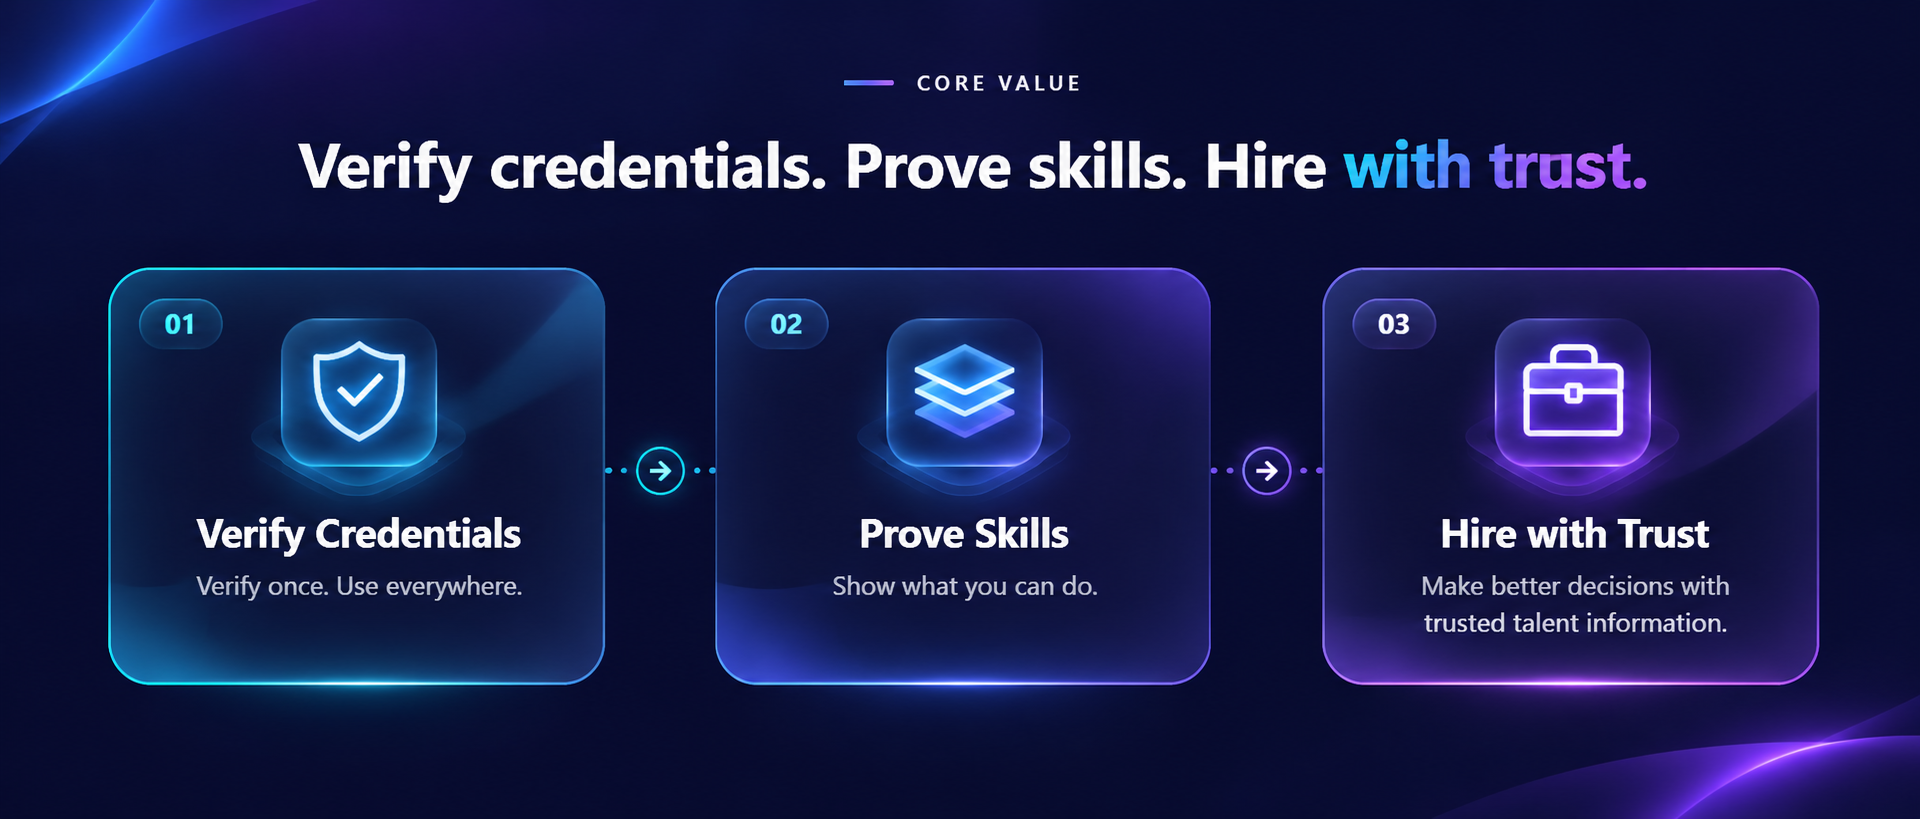 CORE VALUE
Verify credentials. Prove skills. Hire with trust.
01
Verify Credentials
Verify once. Use everywhere.
02
Prove Skills
Show what you can do.
03
Hire with Trust
Make better decisions with
trusted talent information.